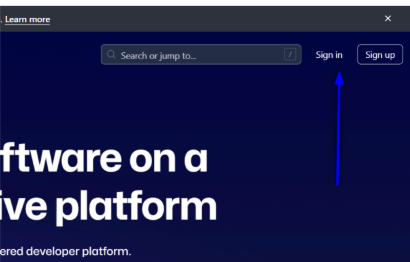 . Learn more
Search or jump to... / Sign in Sign up
ftware on a
ive platform
ered developer platform.